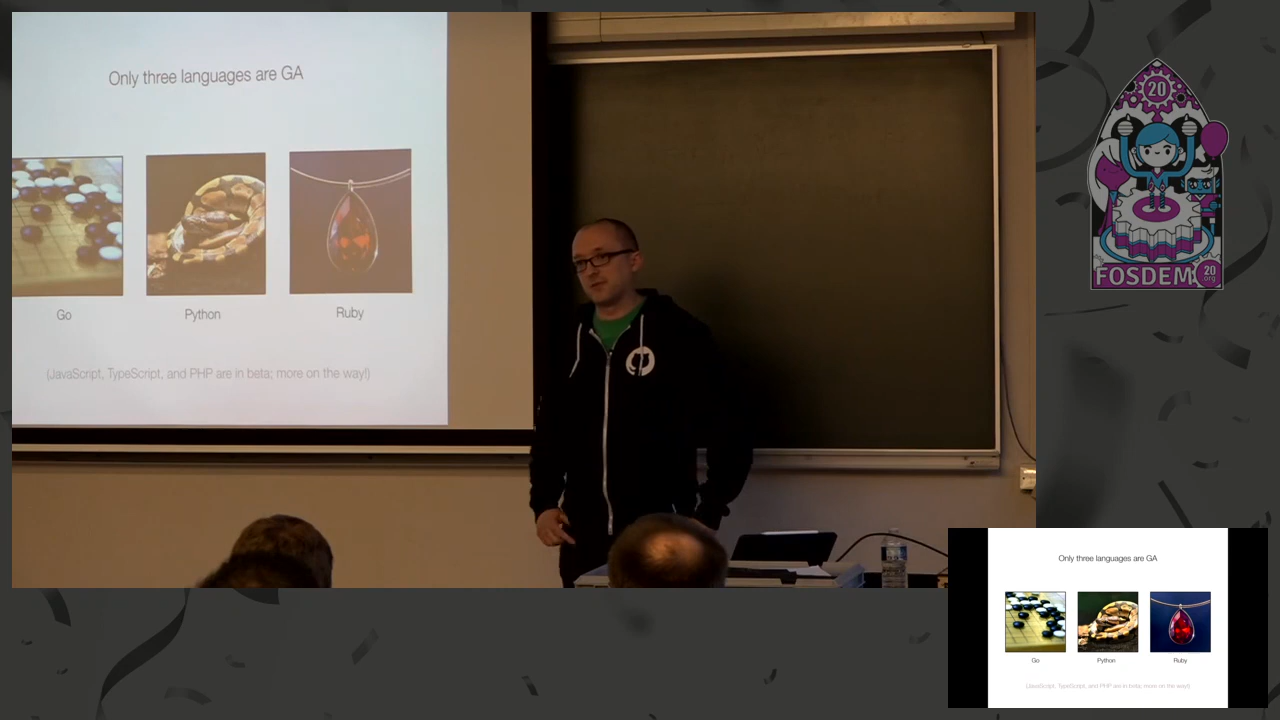 Only three languages are GA
Go
Python
Ruby
(JavaScript, TypeScript, and PHP are in beta; more on the way!)
20
FOSDEM
20
org
Only three languages are GA
Go
Python
Ruby
(JavaScript, TypeScript, and PHP are in beta; more on the way!)